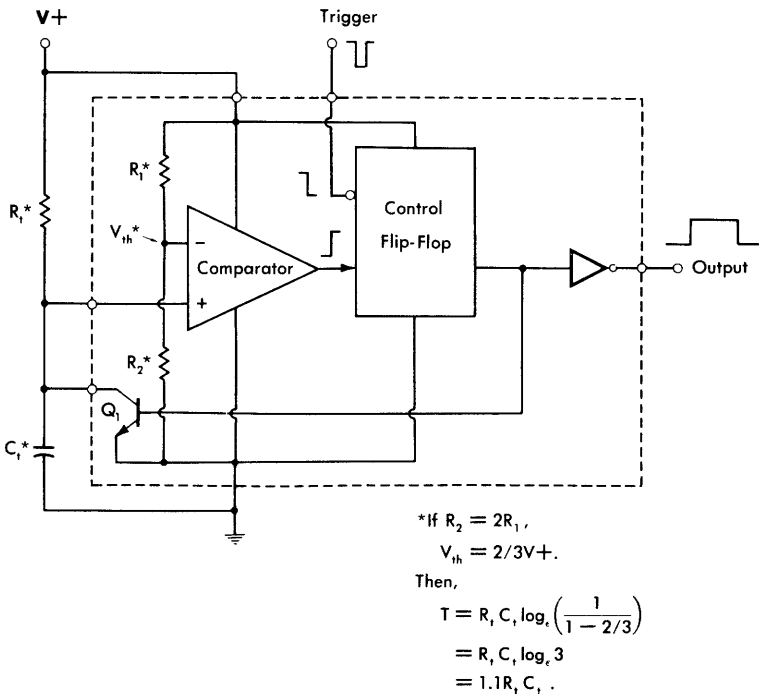 V+
Trigger
R₁*
Rₜ*
Vₜₕ*
−
Comparator
+
Control
Flip-Flop
Output
R₂*
Q₁
Cₜ*
*If R₂ = 2R₁,
Vₜₕ = 2/3V+.
Then,
T = Rₜ Cₜ logₑ(1/(1 − 2/3))
= Rₜ Cₜ logₑ 3
= 1.1Rₜ Cₜ.